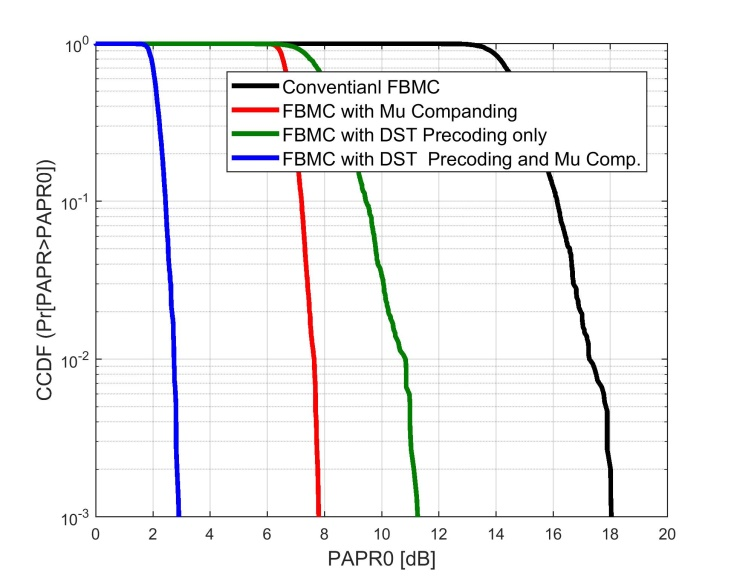 10^0
Conventianl FBMC
FBMC with Mu Companding
FBMC with DST Precoding only
FBMC with DST  Precoding and Mu Comp.
10^-1
CCDF (Pr[PAPR>PAPR0])
10^-2
10^-3
0 2 4 6 8 10 12 14 16 18 20
PAPR0 [dB]